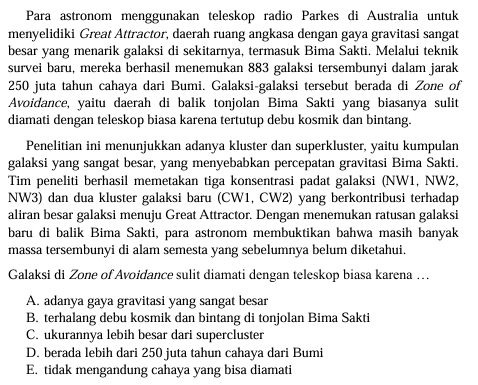 Para astronom menggunakan teleskop radio Parkes di Australia untuk
menyelidiki Great Attractor, daerah ruang angkasa dengan gaya gravitasi sangat
besar yang menarik galaksi di sekitarnya, termasuk Bima Sakti. Melalui teknik
survei baru, mereka berhasil menemukan 883 galaksi tersembunyi dalam jarak
250 juta tahun cahaya dari Bumi. Galaksi-galaksi tersebut berada di Zone of
Avoidance, yaitu daerah di balik tonjolan Bima Sakti yang biasanya sulit
diamati dengan teleskop biasa karena tertutup debu kosmik dan bintang.
Penelitian ini menunjukkan adanya kluster dan superkluster, yaitu kumpulan
galaksi yang sangat besar, yang menyebabkan percepatan gravitasi Bima Sakti.
Tim peneliti berhasil memetakan tiga konsentrasi padat galaksi (NW1, NW2,
NW3) dan dua kluster galaksi baru (CW1, CW2) yang berkontribusi terhadap
aliran besar galaksi menuju Great Attractor. Dengan menemukan ratusan galaksi
baru di balik Bima Sakti, para astronom membuktikan bahwa masih banyak
massa tersembunyi di alam semesta yang sebelumnya belum diketahui.
Galaksi di Zone of Avoidance sulit diamati dengan teleskop biasa karena …
A. adanya gaya gravitasi yang sangat besar
B. terhalang debu kosmik dan bintang di tonjolan Bima Sakti
C. ukurannya lebih besar dari supercluster
D. berada lebih dari 250 juta tahun cahaya dari Bumi
E. tidak mengandung cahaya yang bisa diamati